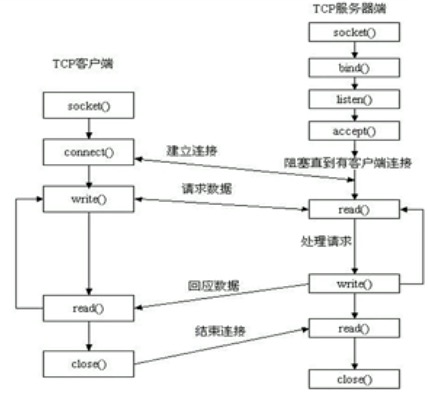 TCP服务器端
socket()
bind()
listen()
accept()
阻塞直到有客户端连接
read()
处理请求
write()
read()
close()
TCP客户端
socket()
connect()
write()
read()
close()
建立连接
请求数据
回应数据
结束连接